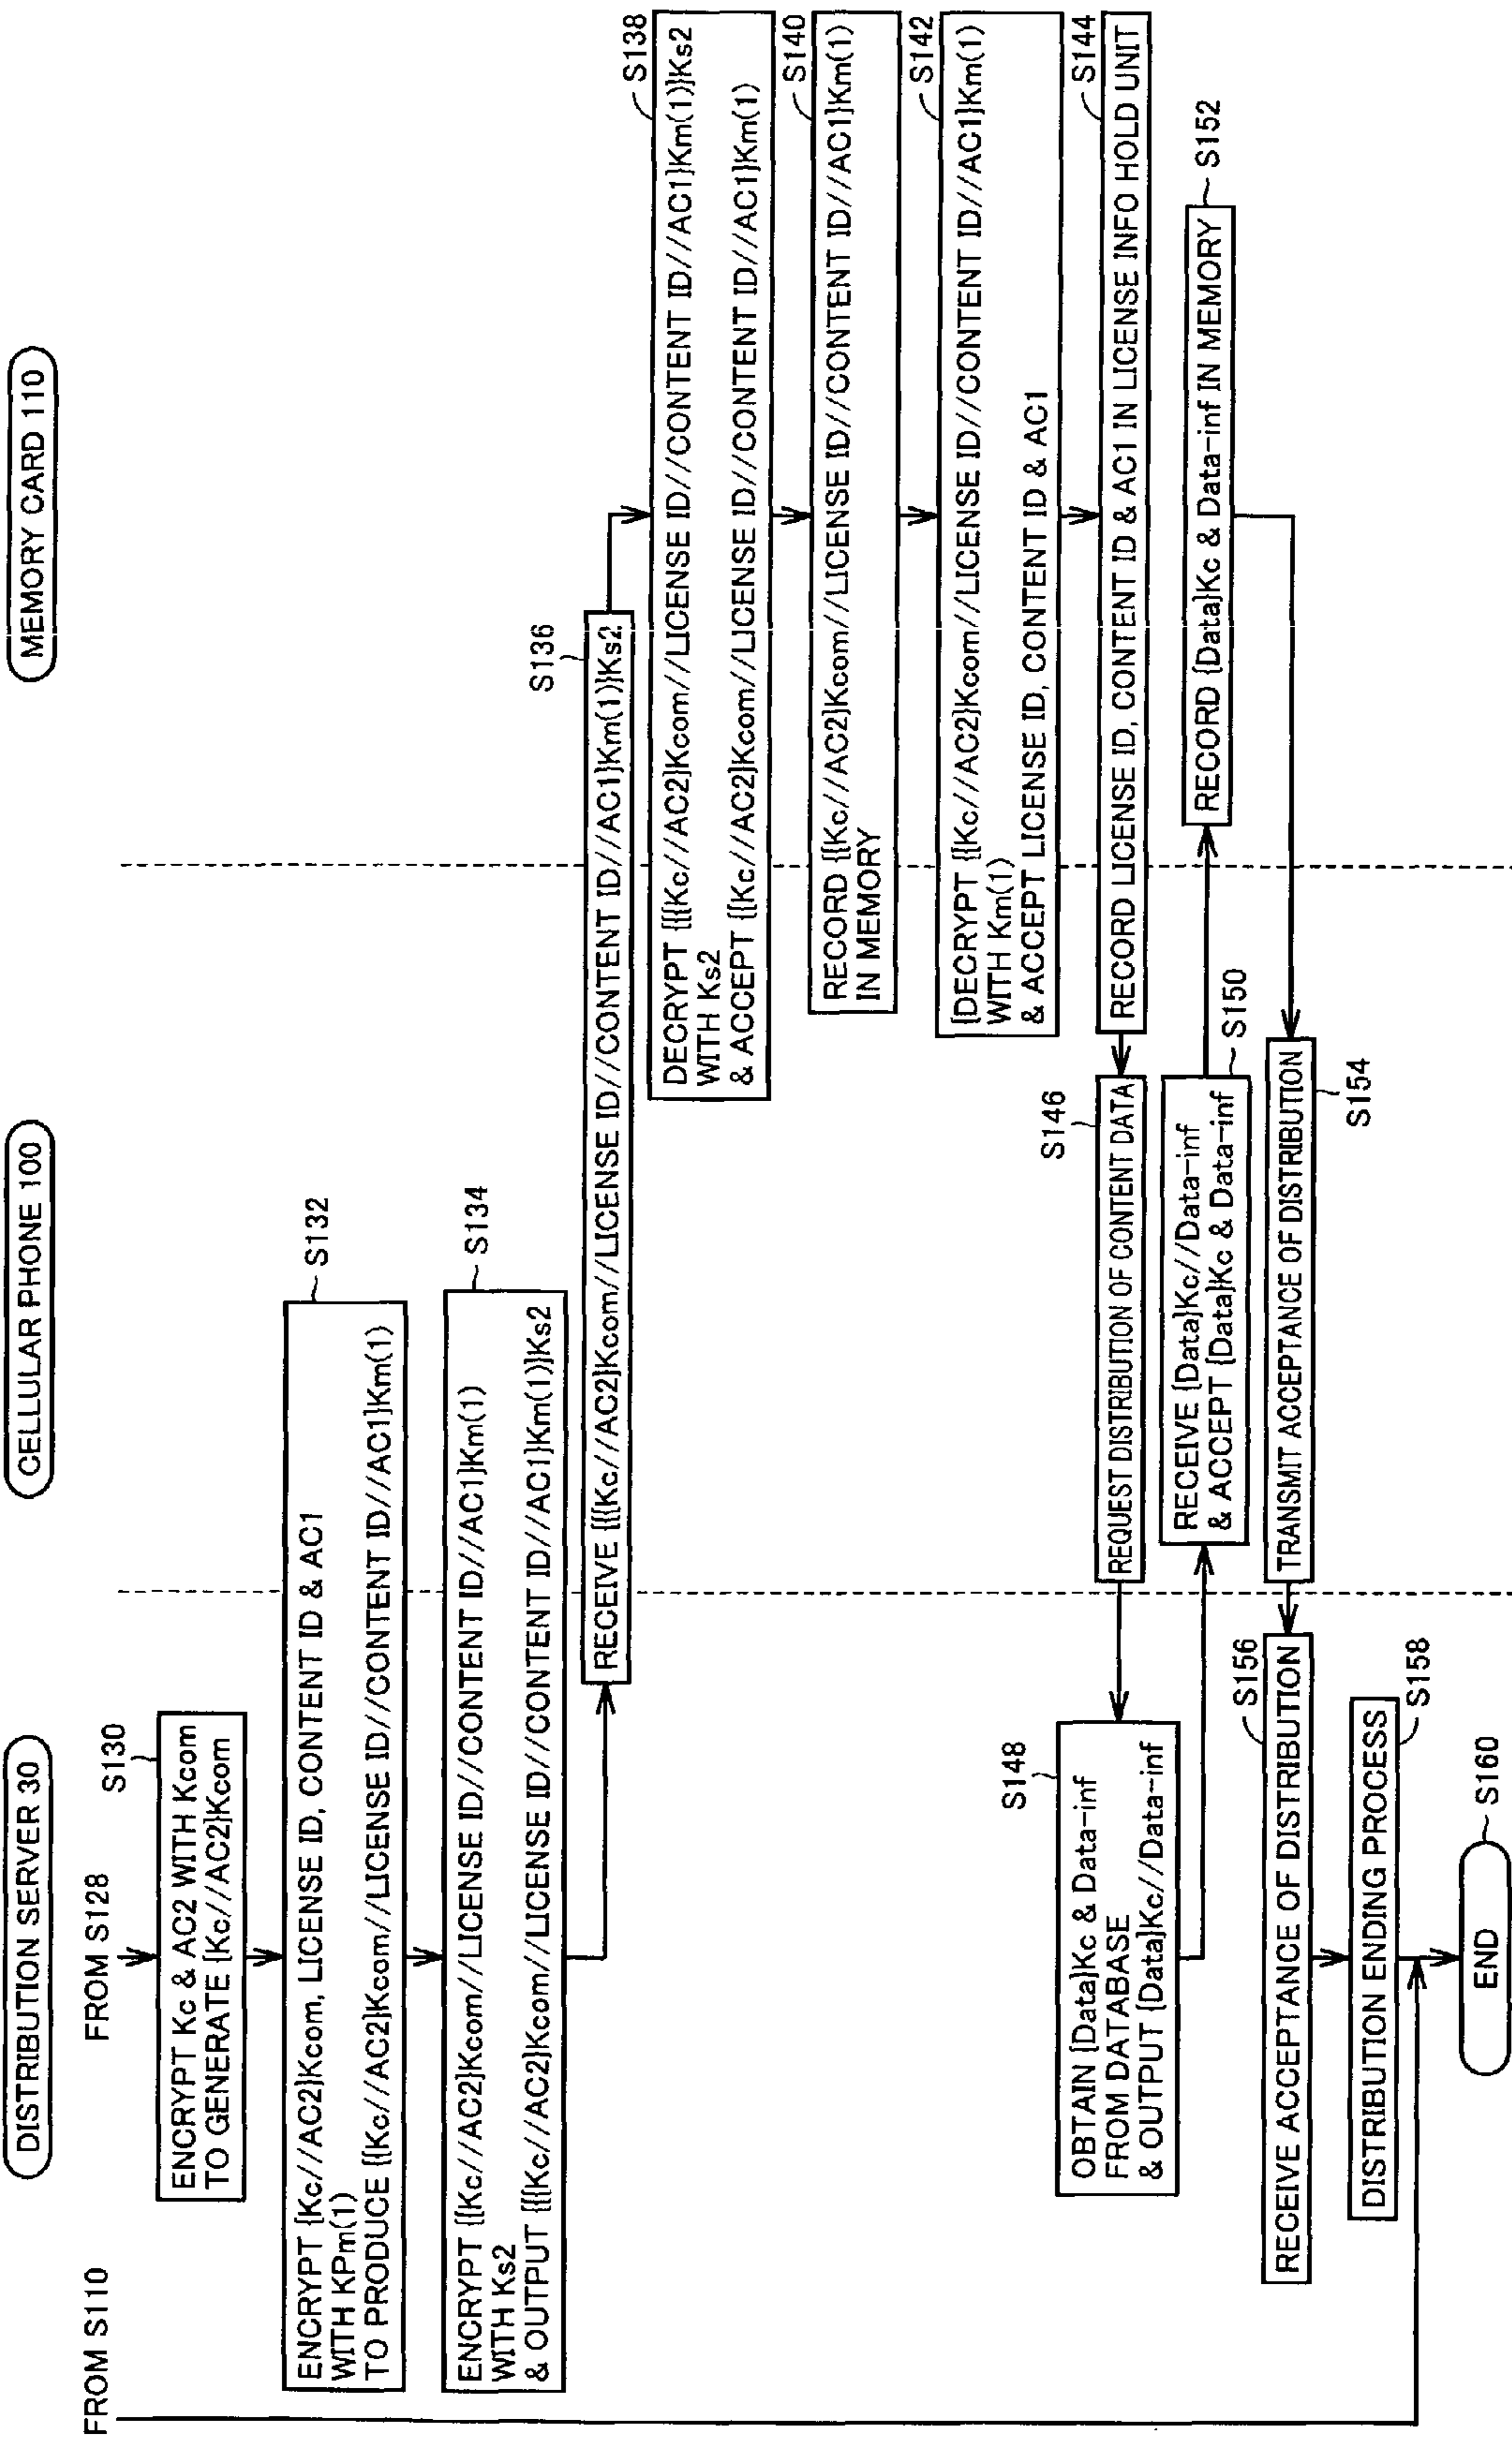 DISTRIBUTION SERVER 30
CELLULAR PHONE 100
MEMORY CARD 110
FROM S110
FROM S128
S130
ENCRYPT Kc & AC2 WITH Kcom
TO GENERATE {Kc//AC2}Kcom
S132
ENCRYPT {Kc//AC2}Kcom, LICENSE ID, CONTENT ID & AC1
WITH KPm(1)
TO PRODUCE {{Kc//AC2}Kcom//LICENSE ID//CONTENT ID//AC1}Km(1)
S134
ENCRYPT {{Kc//AC2}Kcom//LICENSE ID//CONTENT ID//AC1}Km(1)
WITH Ks2
& OUTPUT {{{Kc//AC2}Kcom//LICENSE ID//CONTENT ID//AC1}Km(1)}Ks2
S136
RECEIVE {{{Kc//AC2}Kcom//LICENSE ID//CONTENT ID//AC1}Km(1)}Ks2
S138
DECRYPT {{{Kc//AC2}Kcom//LICENSE ID//CONTENT ID//AC1}Km(1)}Ks2
WITH Ks2
& ACCEPT {{Kc//AC2}Kcom//LICENSE ID//CONTENT ID//AC1}Km(1)
S140
RECORD {{Kc//AC2}Kcom//LICENSE ID//CONTENT ID//AC1}Km(1)
IN MEMORY
S142
{DECRYPT {{Kc//AC2}Kcom//LICENSE ID//CONTENT ID//AC1}Km(1)
WITH Km(1)
& ACCEPT LICENSE ID, CONTENT ID & AC1
S144
RECORD LICENSE ID, CONTENT ID & AC1 IN LICENSE INFO HOLD UNIT
S146
REQUEST DISTRIBUTION OF CONTENT DATA
S148
OBTAIN {Data}Kc & Data-inf
FROM DATABASE
& OUTPUT {Data}Kc//Data-inf
S150
RECEIVE {Data}Kc//Data-inf
& ACCEPT {Data}Kc & Data-inf
S152
RECORD {Data}Kc & Data-inf IN MEMORY
S154
TRANSMIT ACCEPTANCE OF DISTRIBUTION
S156
RECEIVE ACCEPTANCE OF DISTRIBUTION
S158
DISTRIBUTION ENDING PROCESS
S160
END